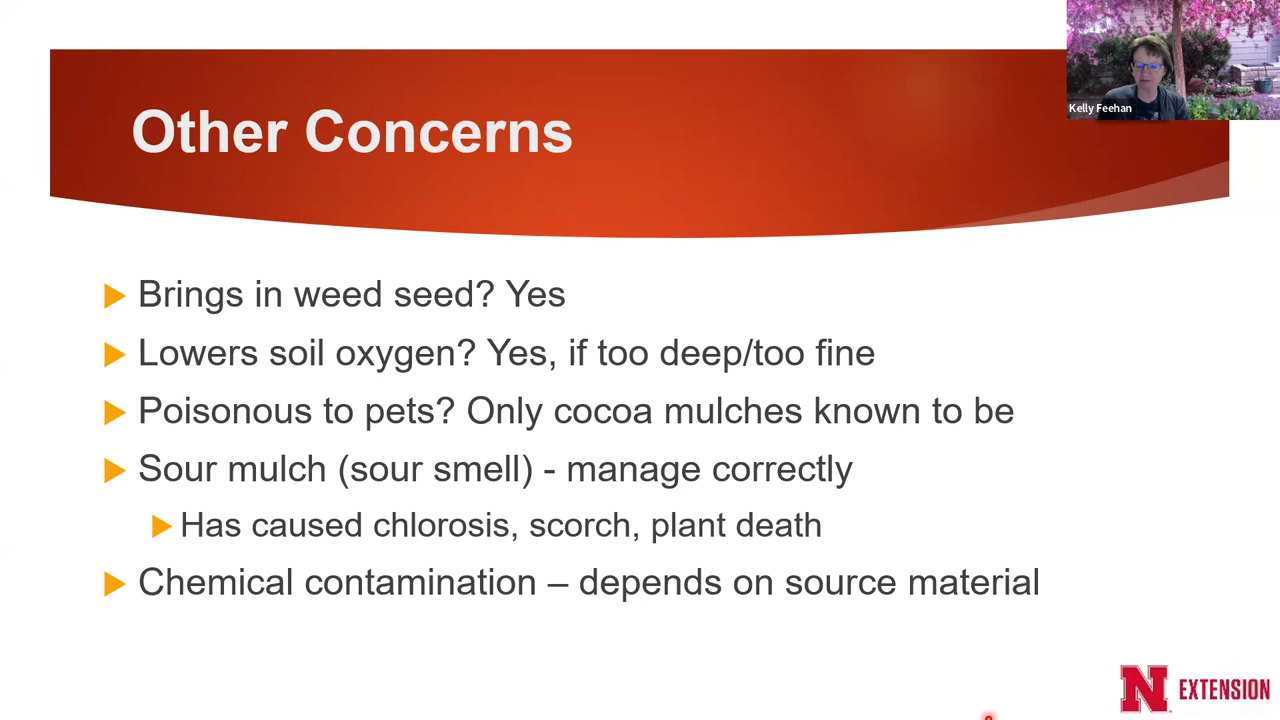 Kelly Feehan
Other Concerns
Brings in weed seed? Yes
Lowers soil oxygen? Yes, if too deep/too fine
Poisonous to pets? Only cocoa mulches known to be
Sour mulch (sour smell) - manage correctly
Has caused chlorosis, scorch, plant death
Chemical contamination – depends on source material
N EXTENSION